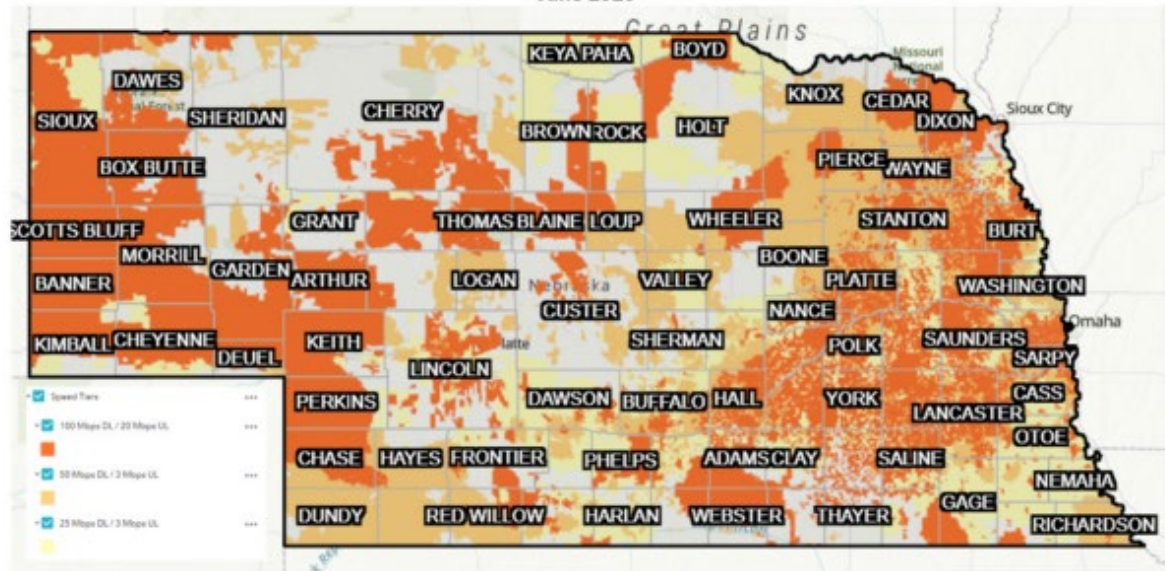 Great Plains
KEYA PAHA BOYD
Missouri
National
DAWES KNOX CEDAR
Sioux City
SIOUX SHERIDAN CHERRY BROWN ROCK HOLT DIXON
BOX BUTTE PIERCE WAYNE
SCOTTS BLUFF GRANT THOMAS BLAINE LOUP WHEELER STANTON BURT
MORRILL GARDEN BOONE
BANNER ARTHUR LOGAN VALLEY PLATTE WASHINGTON
Nebraska
CUSTER NANCE
Omaha
KIMBALL CHEYENNE KEITH SHERMAN POLK SAUNDERS
DEUEL LINCOLN latte SARPY
PERKINS DAWSON BUFFALO HALL YORK CASS
LANCASTER
OTOE
CHASE HAYES FRONTIER PHELPS ADAMS CLAY SALINE
NEMAHA
GAGE
DUNDY RED WILLOW HARLAN WEBSTER THAYER RICHARDSON
Speed Tiers
100 Mbps DL / 20 Mbps UL
50 Mbps DL / 3 Mbps UL
25 Mbps DL / 3 Mbps UL